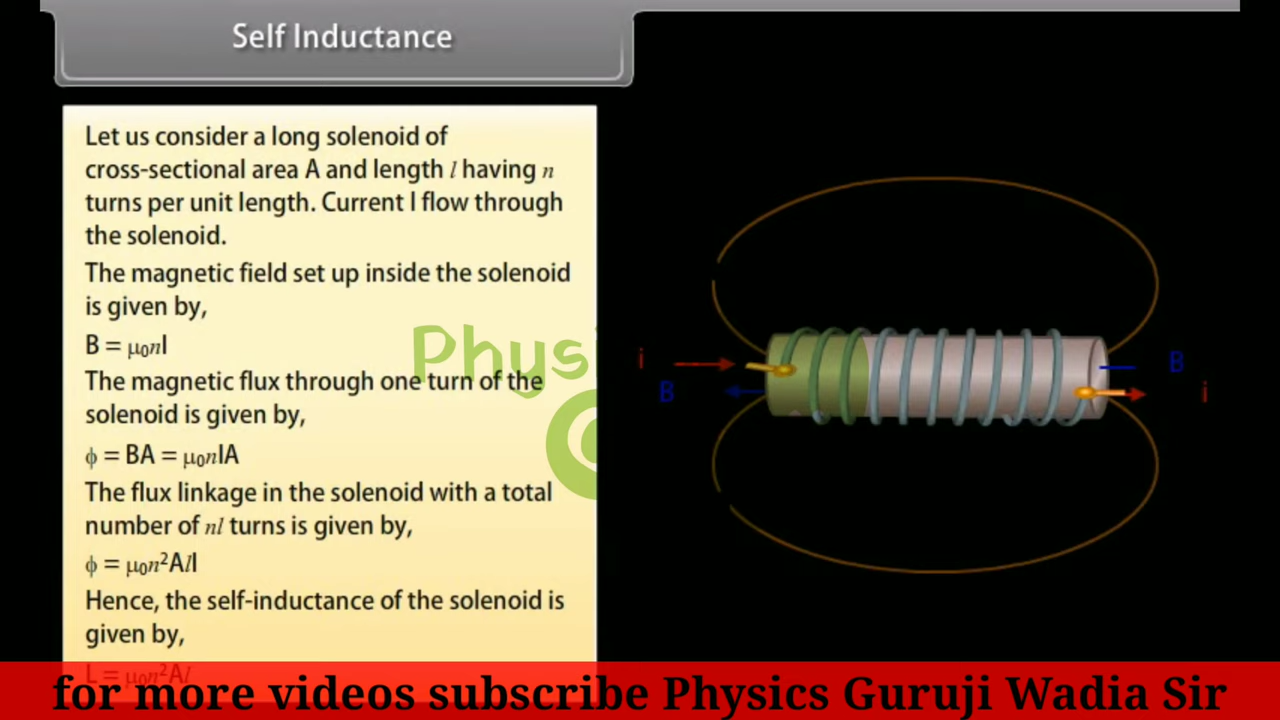 Self Inductance
Let us consider a long solenoid of
cross-sectional area A and length l having n
turns per unit length. Current I flow through
the solenoid.
The magnetic field set up inside the solenoid
is given by,
B = μ₀nI
The magnetic flux through one turn of the
solenoid is given by,
ϕ = BA = μ₀nIA
The flux linkage in the solenoid with a total
number of nl turns is given by,
ϕ = μ₀n²AlI
Hence, the self-inductance of the solenoid is
given by,
L = μ₀n²Al
Physi
i
B
B
i
for more videos subscribe Physics Guruji Wadia Sir